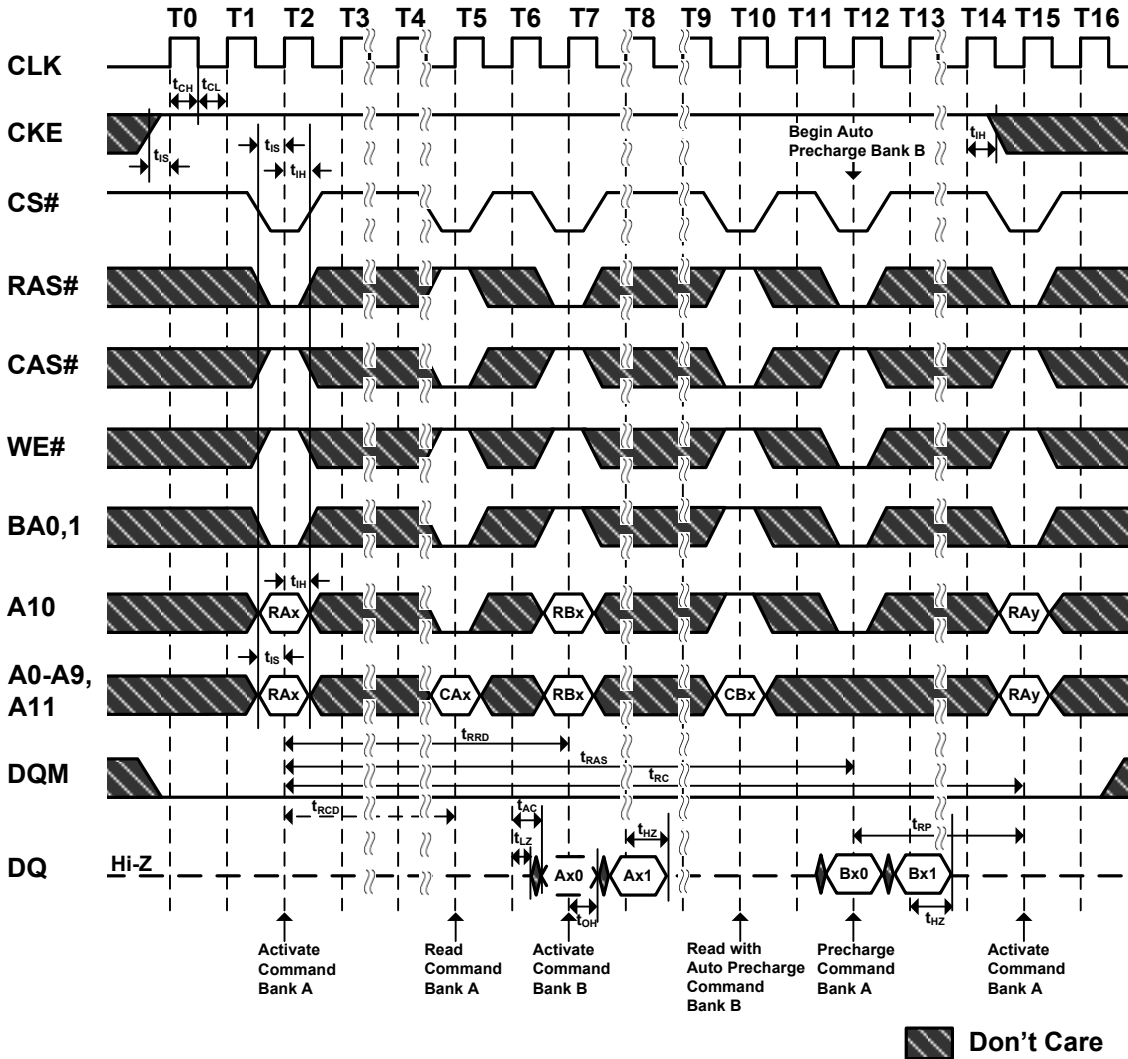 T0 T1 T2 T3 T4 T5 T6 T7 T8 T9 T10 T11 T12 T13 T14 T15 T16
CLK
tCH tCL
CKE
tIS
tIS
tIH
Begin Auto
Precharge Bank B
tIH
CS#
RAS#
CAS#
WE#
BA0,1
tIH
A10
RAx RBx RAy
tIS
A0-A9,
A11
RAx CAx RBx CBx RAy
tRRD
tRAS
tRC
DQM
tRCD
tAC
tLZ
tHZ
tRP
DQ
Hi-Z
Ax0 Ax1 Bx0 Bx1
tOH
tHZ
Activate
Command
Bank A
Read
Command
Bank A
Activate
Command
Bank B
Read with
Auto Precharge
Command
Bank B
Precharge
Command
Bank A
Activate
Command
Bank A
Don't Care